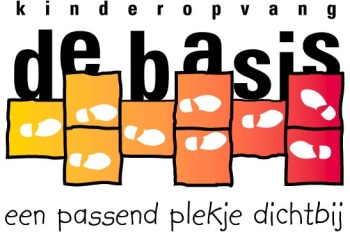 kinderopvang
de basis
een passend plekje dichtbij